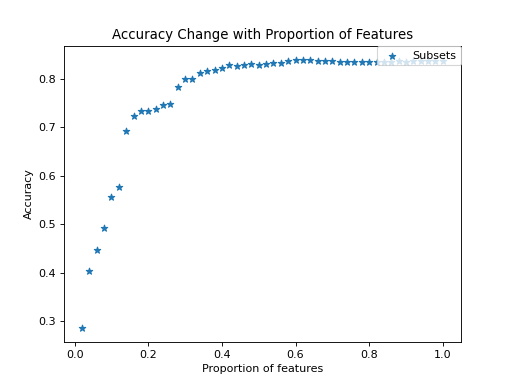 Accuracy Change with Proportion of Features
Subsets
0.8
0.7
0.6
0.5
0.4
0.3
Accuracy
0.0 0.2 0.4 0.6 0.8 1.0
Proportion of features